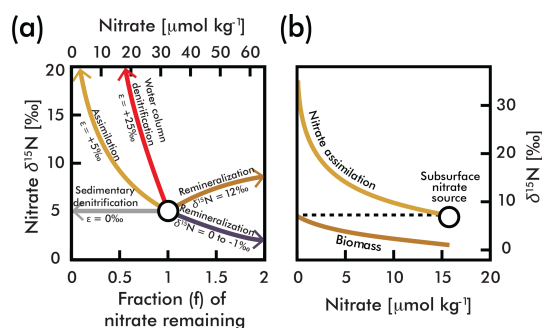 (a)
Nitrate [μmol kg⁻¹]
0 10 20 30 40 50 60
Nitrate δ¹⁵N [‰]
20
15
10
5
0
Assimilation
ε = +5‰
Water column
denitrification
ε = +25‰
Sedimentary
denitrification
ε = 0‰
Remineralization
δ¹⁵N = 12‰
Remineralization
δ¹⁵N = 0 to -1‰
0 0.5 1 1.5 2
Fraction (f) of
nitrate remaining
(b)
Nitrate assimilation
Subsurface
nitrate
source
Biomass
30
20
10
0
δ¹⁵N [‰]
0 5 10 15 20
Nitrate [μmol kg⁻¹]